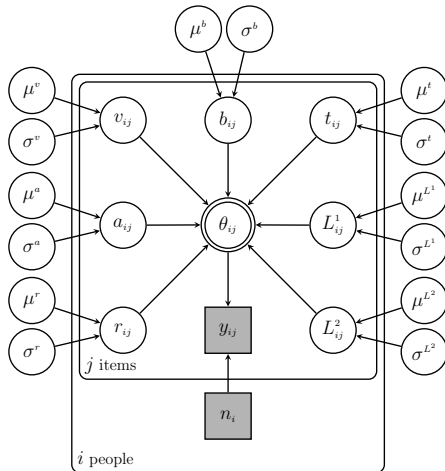 μ^b σ^b
μ^v μ^t
v_ij b_ij t_ij
σ^v σ^t
μ^a μ^{L^1}
a_ij θ_ij L^1_ij
σ^a σ^{L^1}
μ^r μ^{L^2}
r_ij y_ij L^2_ij
σ^r σ^{L^2}
j items
n_i
i people